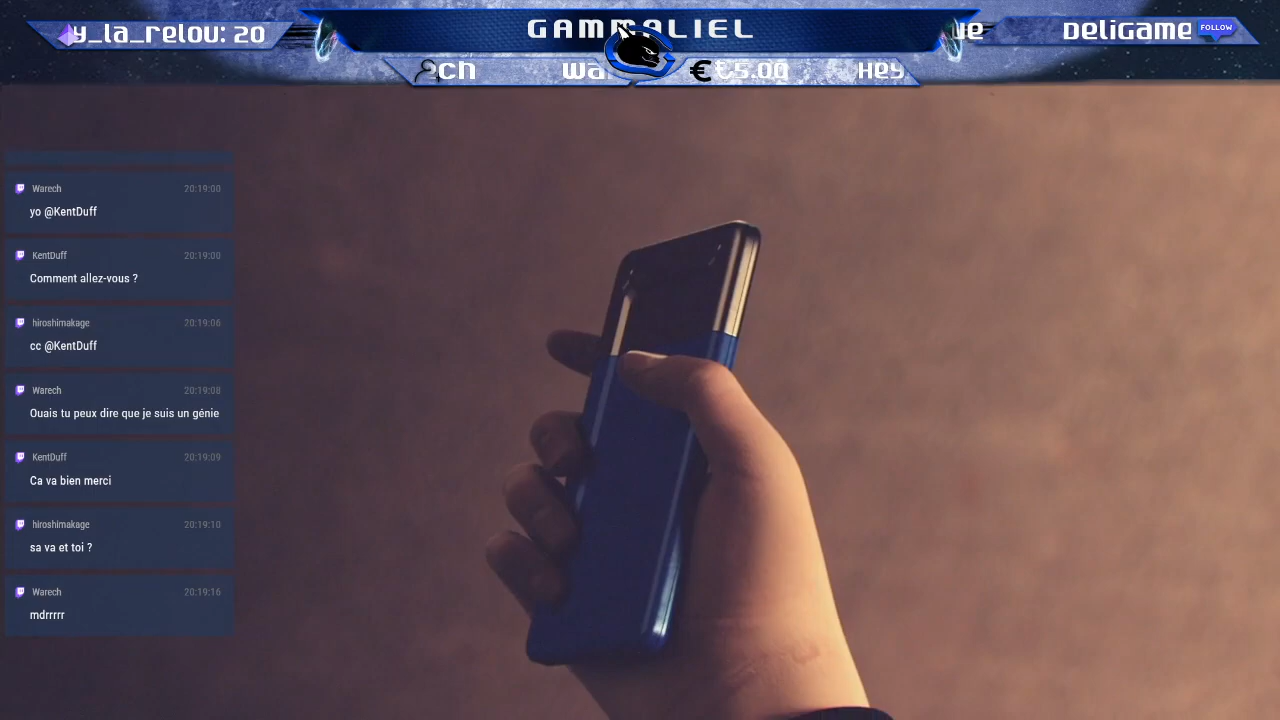 y_la_relou: 20
GAMMALIEL
Deligame
FOLLOW
ch
€
5.00
Hey
Warech 20:19:00
yo @KentDuff
KentDuff 20:19:00
Comment allez-vous ?
hiroshimakage 20:19:06
cc @KentDuff
Warech 20:19:08
Ouais tu peux dire que je suis un génie
KentDuff 20:19:09
Ca va bien merci
hiroshimakage 20:19:10
sa va et toi ?
Warech 20:19:16
mdrrrrr